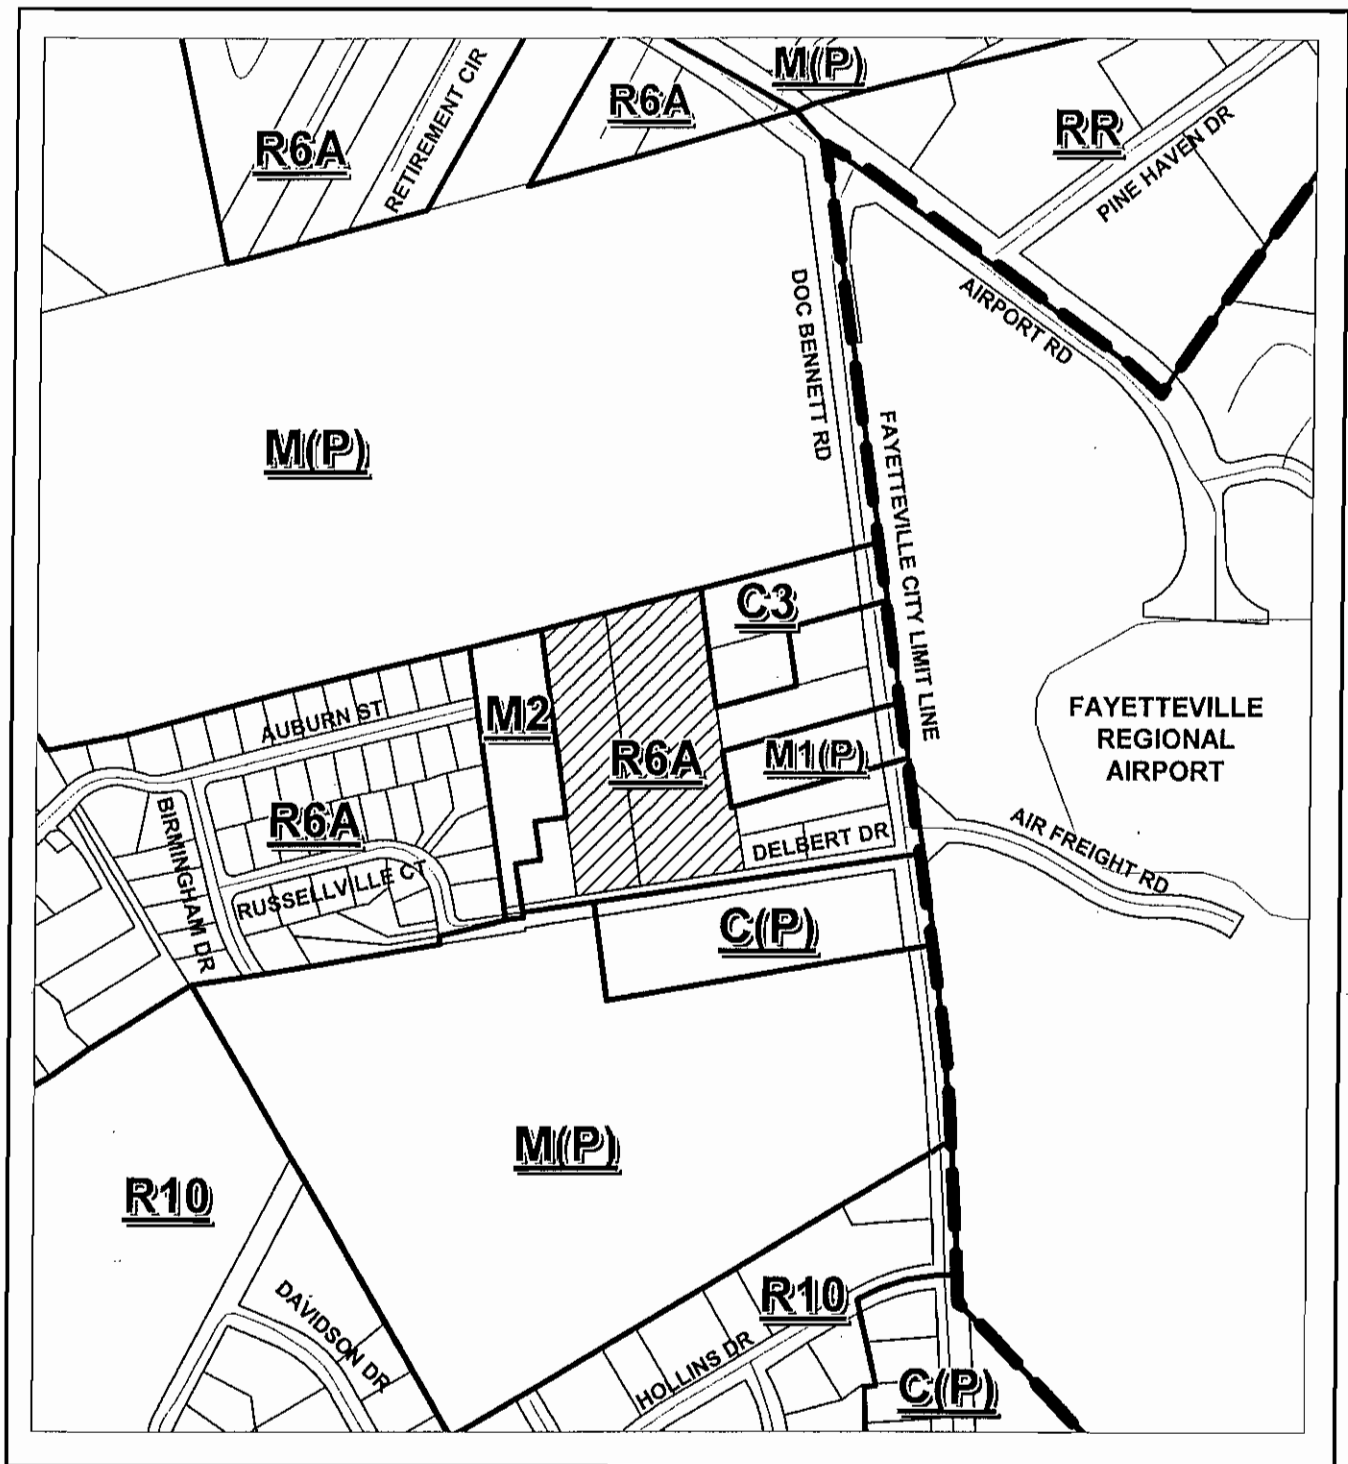 M(P)
R6A
R6A
RETIREMENT CIR
RR
PINE HAVEN DR
AIRPORT RD
DOC BENNETT RD
M(P)
FAYETTEVILLE CITY LIMIT LINE
C3
FAYETTEVILLE
REGIONAL
AIRPORT
M2
AUBURN ST
R6A
M1(P)
R6A
BIRMINGHAM DR
RUSSELLVILLE CT
DELBERT DR
AIR FREIGHT RD
C(P)
M(P)
R10
R10
DAVIDSON DR
HOLLINS DR
C(P)